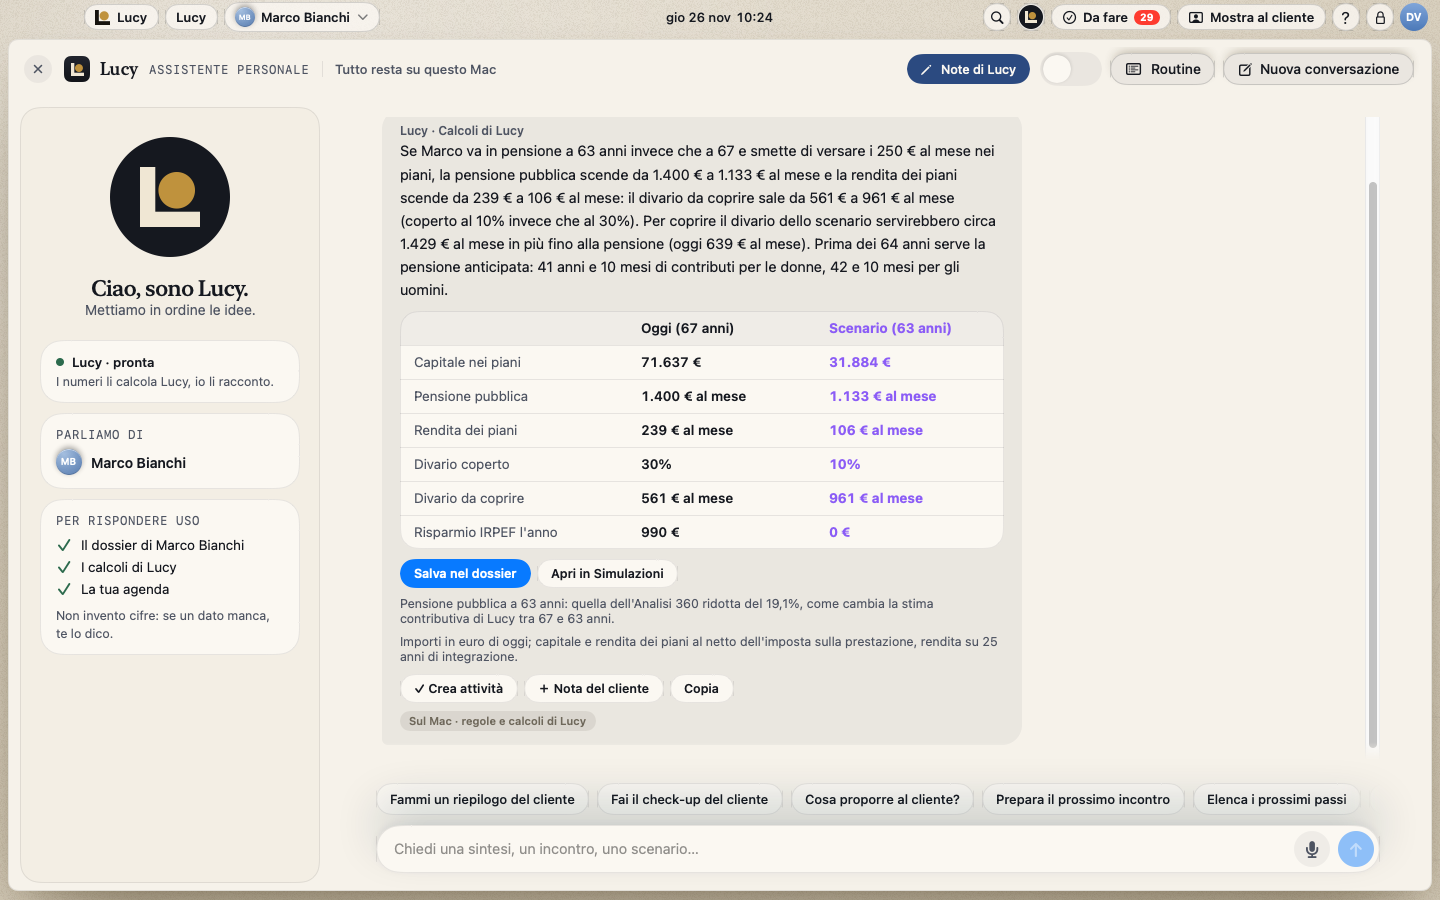 Lucy
Lucy
MB Marco Bianchi
gio 26 nov 10:24
Da fare 29
Mostra al cliente
?
DV
Lucy ASSISTENTE PERSONALE
Tutto resta su questo Mac
Note di Lucy
Routine
Nuova conversazione
Ciao, sono Lucy.
Mettiamo in ordine le idee.
Lucy · pronta
I numeri li calcola Lucy, io li racconto.
PARLIAMO DI
MB Marco Bianchi
PER RISPONDERE USO
Il dossier di Marco Bianchi
I calcoli di Lucy
La tua agenda
Non invento cifre: se un dato manca,
te lo dico.
Lucy · Calcoli di Lucy
Se Marco va in pensione a 63 anni invece che a 67 e smette di versare i 250 € al mese nei
piani, la pensione pubblica scende da 1.400 € a 1.133 € al mese e la rendita dei piani
scende da 239 € a 106 € al mese: il divario da coprire sale da 561 € a 961 € al mese
(coperto al 10% invece che al 30%). Per coprire il divario dello scenario servirebbero circa
1.429 € al mese in più fino alla pensione (oggi 639 € al mese). Prima dei 64 anni serve la
pensione anticipata: 41 anni e 10 mesi di contributi per le donne, 42 e 10 mesi per gli
uomini.
Oggi (67 anni) Scenario (63 anni)
Capitale nei piani 71.637 € 31.884 €
Pensione pubblica 1.400 € al mese 1.133 € al mese
Rendita dei piani 239 € al mese 106 € al mese
Divario coperto 30% 10%
Divario da coprire 561 € al mese 961 € al mese
Risparmio IRPEF l'anno 990 € 0 €
Salva nel dossier
Apri in Simulazioni
Pensione pubblica a 63 anni: quella dell'Analisi 360 ridotta del 19,1%, come cambia la stima
contributiva di Lucy tra 67 e 63 anni.
Importi in euro di oggi; capitale e rendita dei piani al netto dell'imposta sulla prestazione, rendita su 25
anni di integrazione.
✓ Crea attività
+ Nota del cliente
Copia
Sul Mac · regole e calcoli di Lucy
Fammi un riepilogo del cliente
Fai il check-up del cliente
Cosa proporre al cliente?
Prepara il prossimo incontro
Elenca i prossimi passi
Chiedi una sintesi, un incontro, uno scenario...